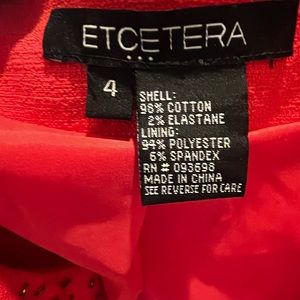 ETCETERA
4
SHELL:
98% COTTON
2% ELASTANE
LINING:
94% POLYESTER
6% SPANDEX
RN # 093698
MADE IN CHINA
SEE REVERSE FOR CARE